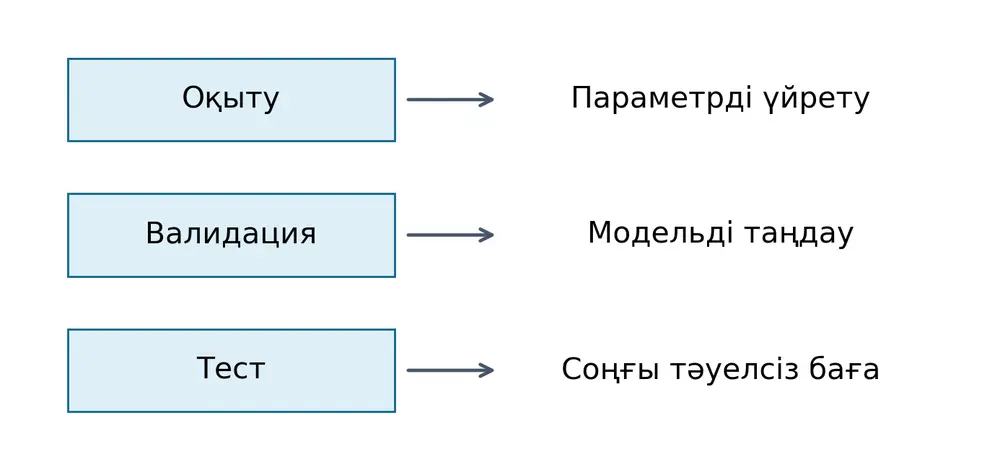 Оқыту
Параметрді үйрету
Валидация
Модельді таңдау
Тест
Соңғы тәуелсіз баға